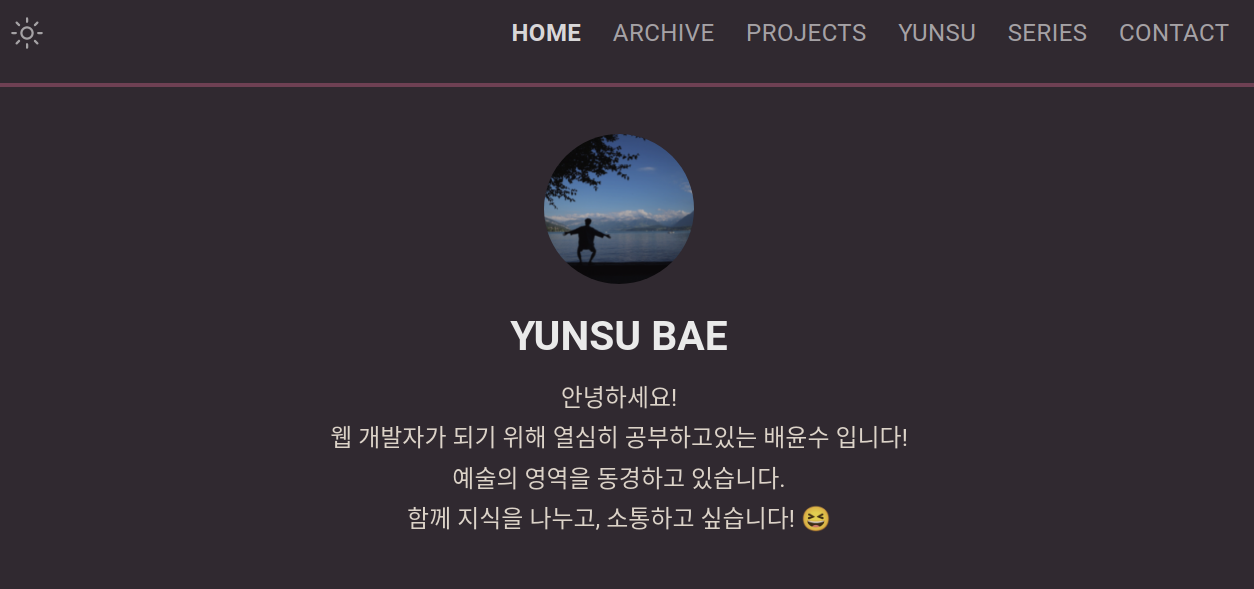 HOME ARCHIVE PROJECTS YUNSU SERIES CONTACT
YUNSU BAE
안녕하세요!
웹 개발자가 되기 위해 열심히 공부하고있는 배윤수 입니다!
예술의 영역을 동경하고 있습니다.
함께 지식을 나누고, 소통하고 싶습니다! 😆